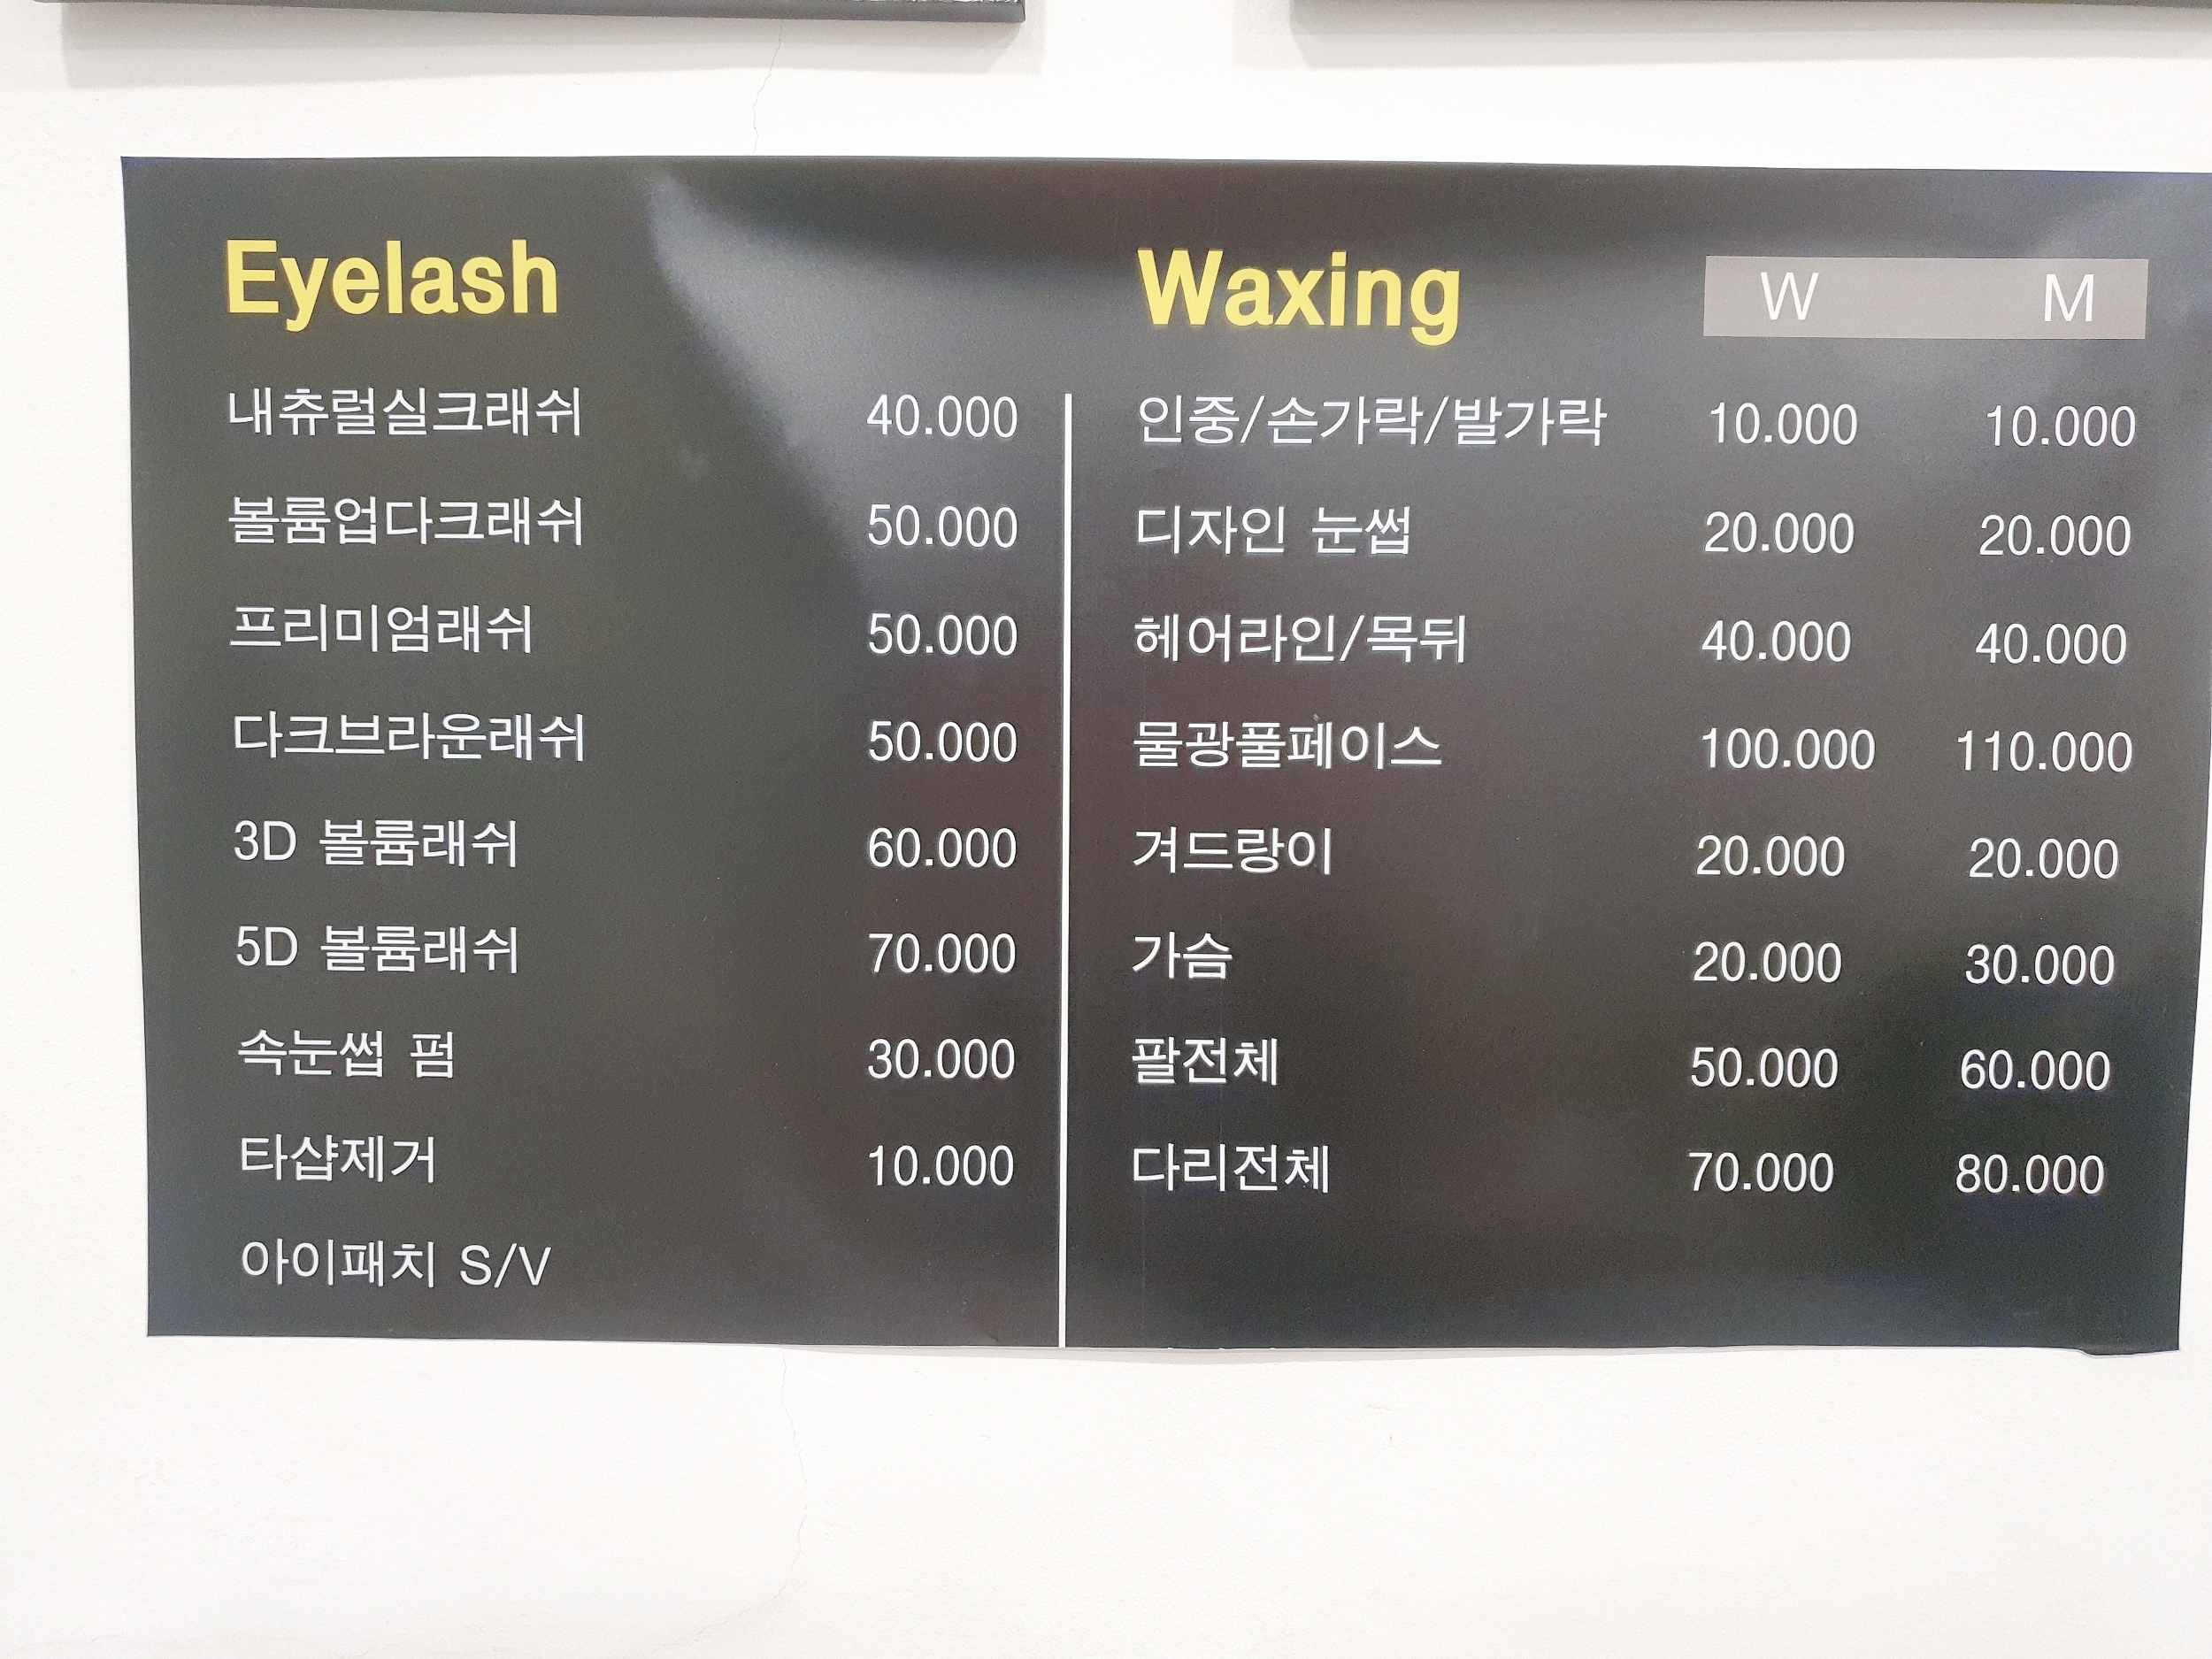 Eyelash
내츄럴실크래쉬 40.000
볼륨업다크래쉬 50.000
프리미엄래쉬 50.000
다크브라운래쉬 50.000
3D 볼륨래쉬 60.000
5D 볼륨래쉬 70.000
속눈썹 펌 30.000
타샵제거 10.000
아이패치 S/V
Waxing W M
인중/손가락/발가락 10.000 10.000
디자인 눈썹 20.000 20.000
헤어라인/목뒤 40.000 40.000
물광풀페이스 100.000 110.000
겨드랑이 20.000 20.000
가슴 20.000 30.000
팔전체 50.000 60.000
다리전체 70.000 80.000